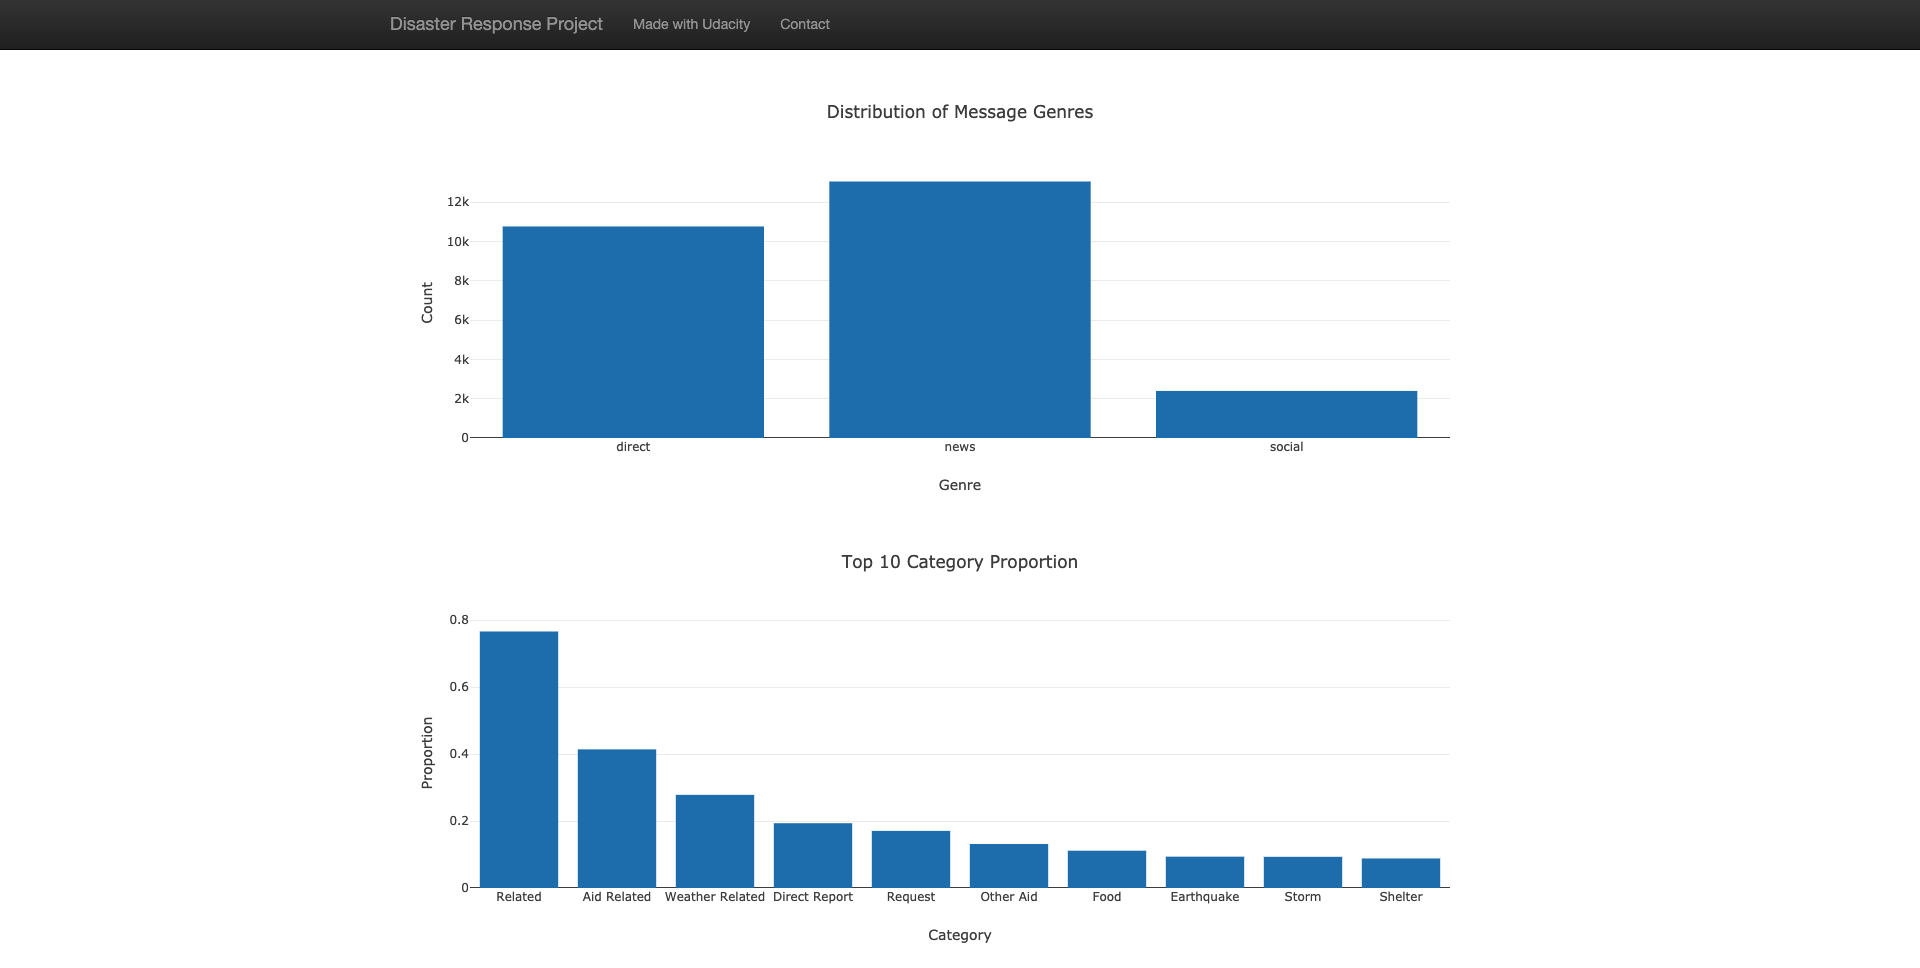 Disaster Response Project Made with Udacity Contact
Distribution of Message Genres
12k
10k
8k
6k
4k
2k
0
Count
direct news social
Genre
Top 10 Category Proportion
0.8
0.6
0.4
0.2
0
Proportion
Related Aid Related Weather Related Direct Report Request Other Aid Food Earthquake Storm Shelter
Category